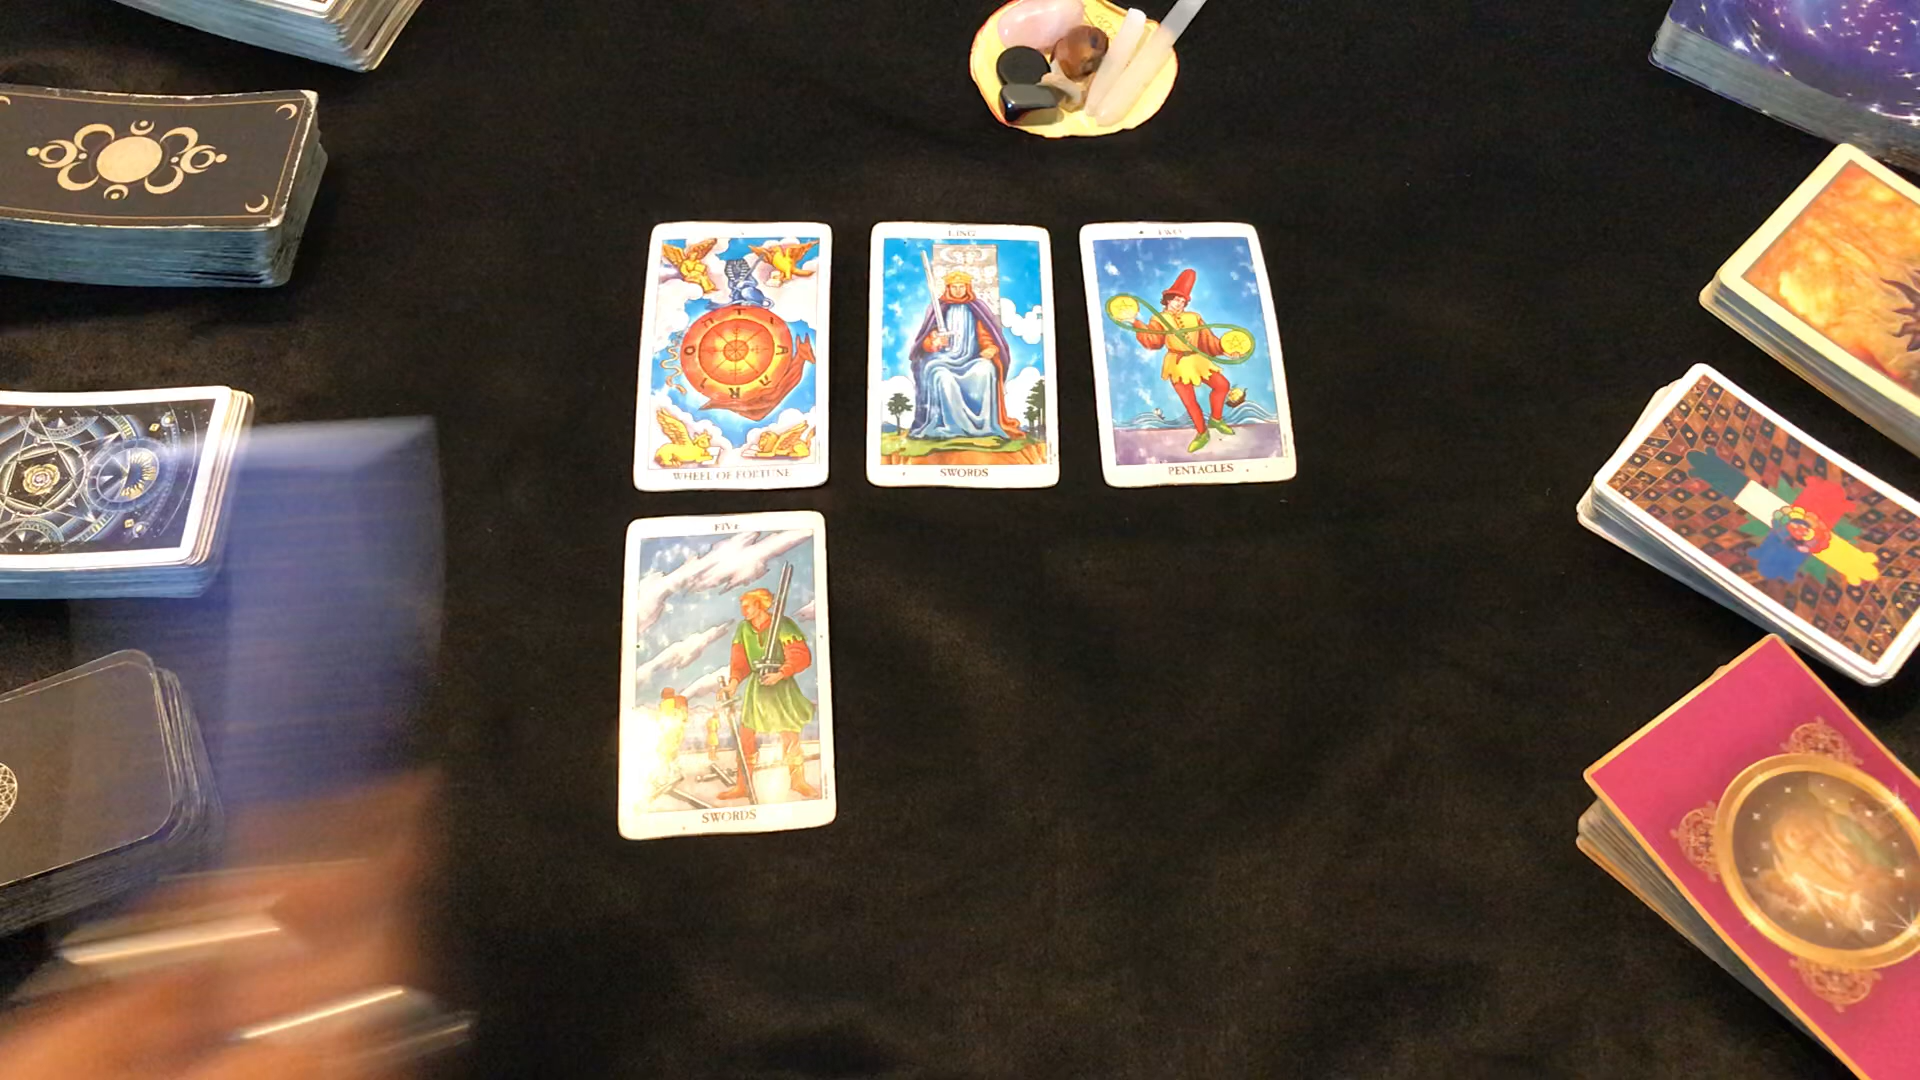 KING
TWO
WHEEL OF FORTUNE
SWORDS
PENTACLES
FIVE
SWORDS